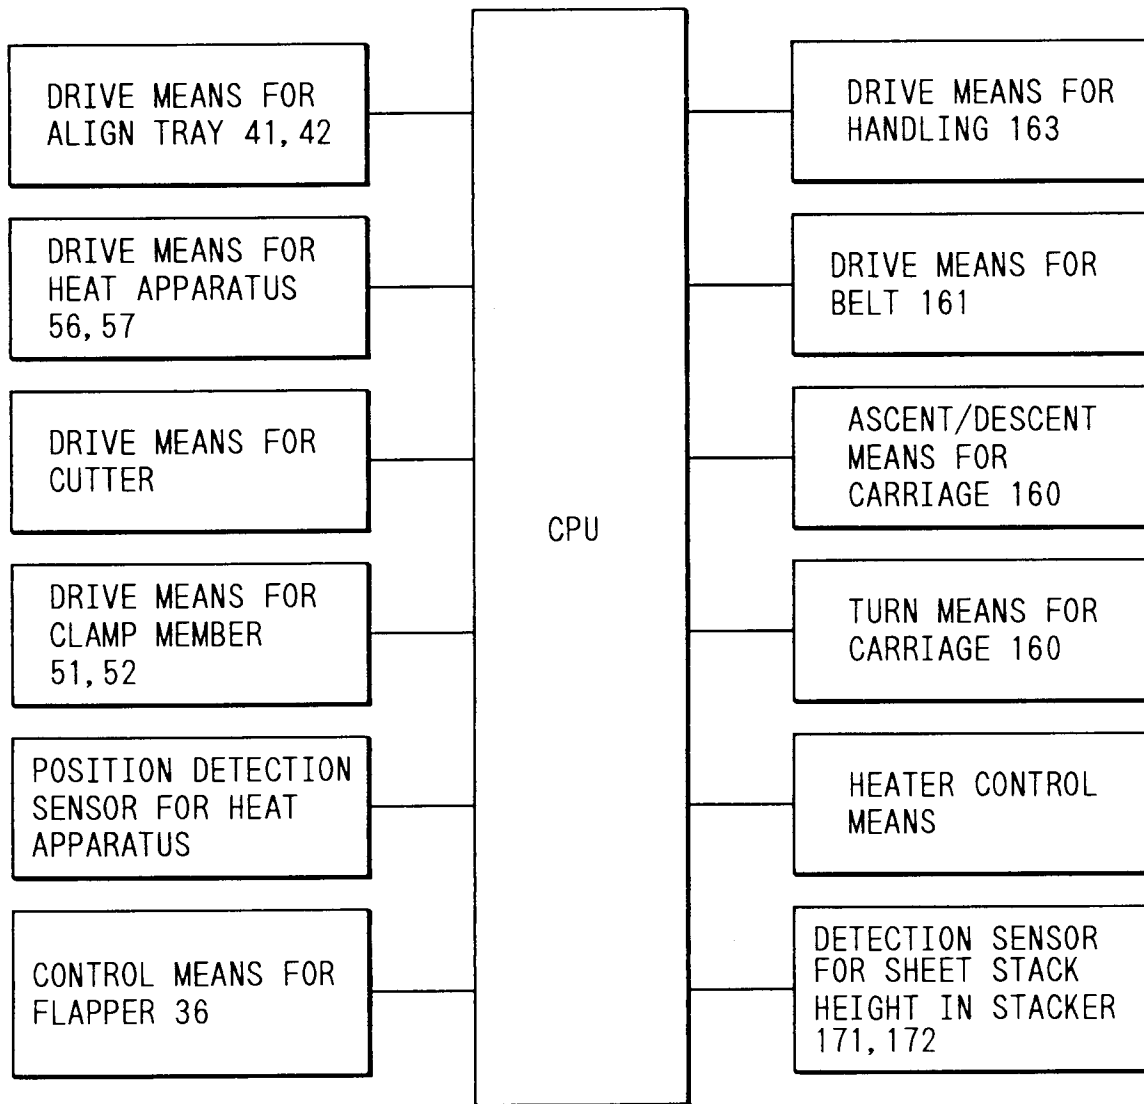 DRIVE MEANS FOR
ALIGN TRAY 41, 42
DRIVE MEANS FOR
HEAT APPARATUS
56, 57
DRIVE MEANS FOR
CUTTER
DRIVE MEANS FOR
CLAMP MEMBER
51, 52
POSITION DETECTION
SENSOR FOR HEAT
APPARATUS
CONTROL MEANS FOR
FLAPPER 36
CPU
DRIVE MEANS FOR
HANDLING 163
DRIVE MEANS FOR
BELT 161
ASCENT/DESCENT
MEANS FOR
CARRIAGE 160
TURN MEANS FOR
CARRIAGE 160
HEATER CONTROL
MEANS
DETECTION SENSOR
FOR SHEET STACK
HEIGHT IN STACKER
171, 172